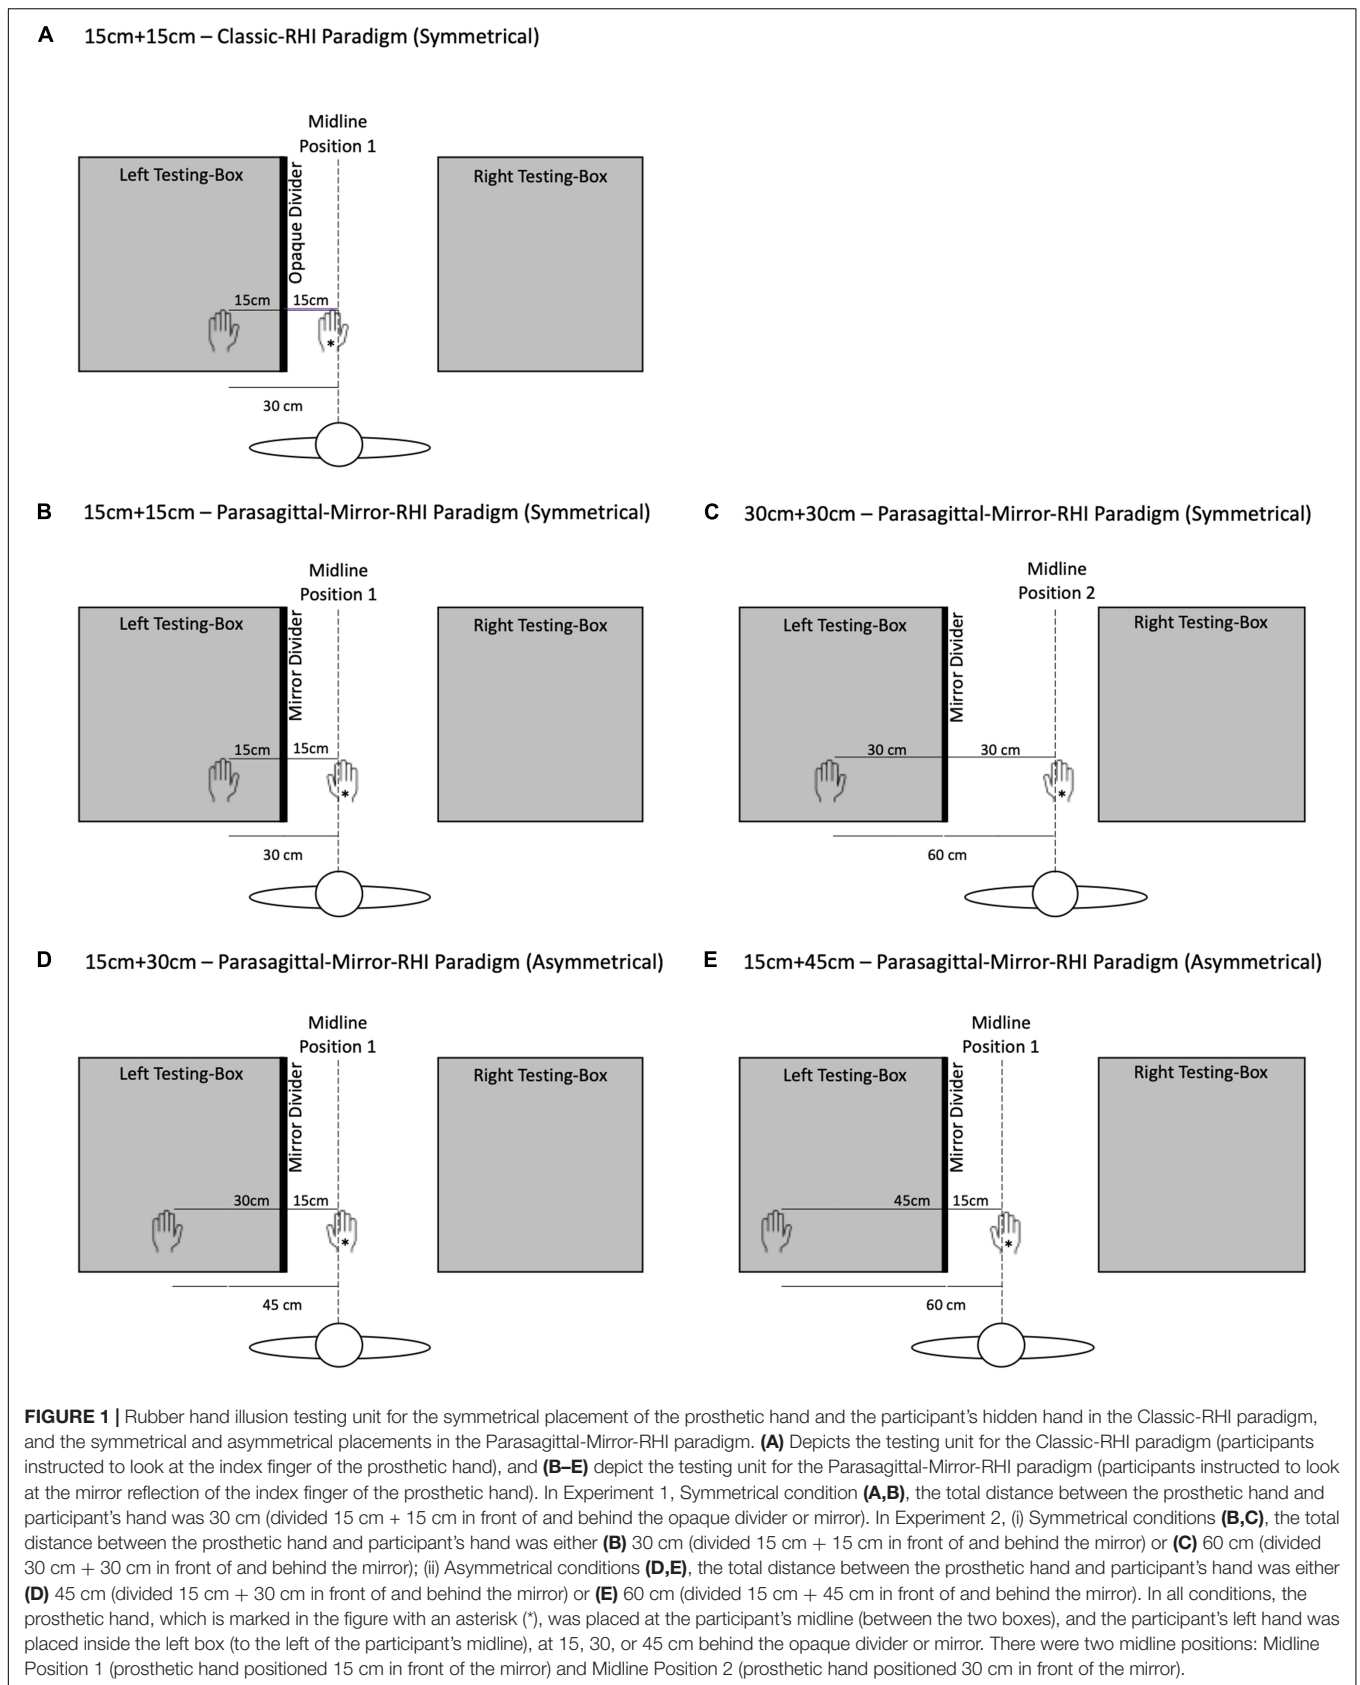 A 15cm+15cm – Classic-RHI Paradigm (Symmetrical)
Midline
Position 1
Left Testing-Box
Opaque Divider
Right Testing-Box
15cm 15cm
*
30 cm
B 15cm+15cm – Parasagittal-Mirror-RHI Paradigm (Symmetrical)
Midline
Position 1
Left Testing-Box
Mirror Divider
Right Testing-Box
15cm 15cm
*
30 cm
C 30cm+30cm – Parasagittal-Mirror-RHI Paradigm (Symmetrical)
Midline
Position 2
Left Testing-Box
Mirror Divider
Right Testing-Box
30 cm 30 cm
*
60 cm
D 15cm+30cm – Parasagittal-Mirror-RHI Paradigm (Asymmetrical)
Midline
Position 1
Left Testing-Box
Mirror Divider
Right Testing-Box
30cm 15cm
*
45 cm
E 15cm+45cm – Parasagittal-Mirror-RHI Paradigm (Asymmetrical)
Midline
Position 1
Left Testing-Box
Mirror Divider
Right Testing-Box
45cm 15cm
*
60 cm
FIGURE 1 | Rubber hand illusion testing unit for the symmetrical placement of the prosthetic hand and the participant's hidden hand in the Classic-RHI paradigm,
and the symmetrical and asymmetrical placements in the Parasagittal-Mirror-RHI paradigm. (A) Depicts the testing unit for the Classic-RHI paradigm (participants
instructed to look at the index finger of the prosthetic hand), and (B–E) depict the testing unit for the Parasagittal-Mirror-RHI paradigm (participants instructed to look
at the mirror reflection of the index finger of the prosthetic hand). In Experiment 1, Symmetrical condition (A,B), the total distance between the prosthetic hand and
participant's hand was 30 cm (divided 15 cm + 15 cm in front of and behind the opaque divider or mirror). In Experiment 2, (i) Symmetrical conditions (B,C), the total
distance between the prosthetic hand and participant's hand was either (B) 30 cm (divided 15 cm + 15 cm in front of and behind the mirror) or (C) 60 cm (divided
30 cm + 30 cm in front of and behind the mirror); (ii) Asymmetrical conditions (D,E), the total distance between the prosthetic hand and participant's hand was either
(D) 45 cm (divided 15 cm + 30 cm in front of and behind the mirror) or (E) 60 cm (divided 15 cm + 45 cm in front of and behind the mirror). In all conditions, the
prosthetic hand, which is marked in the figure with an asterisk (*), was placed at the participant's midline (between the two boxes), and the participant's left hand was
placed inside the left box (to the left of the participant's midline), at 15, 30, or 45 cm behind the opaque divider or mirror. There were two midline positions: Midline
Position 1 (prosthetic hand positioned 15 cm in front of the mirror) and Midline Position 2 (prosthetic hand positioned 30 cm in front of the mirror).